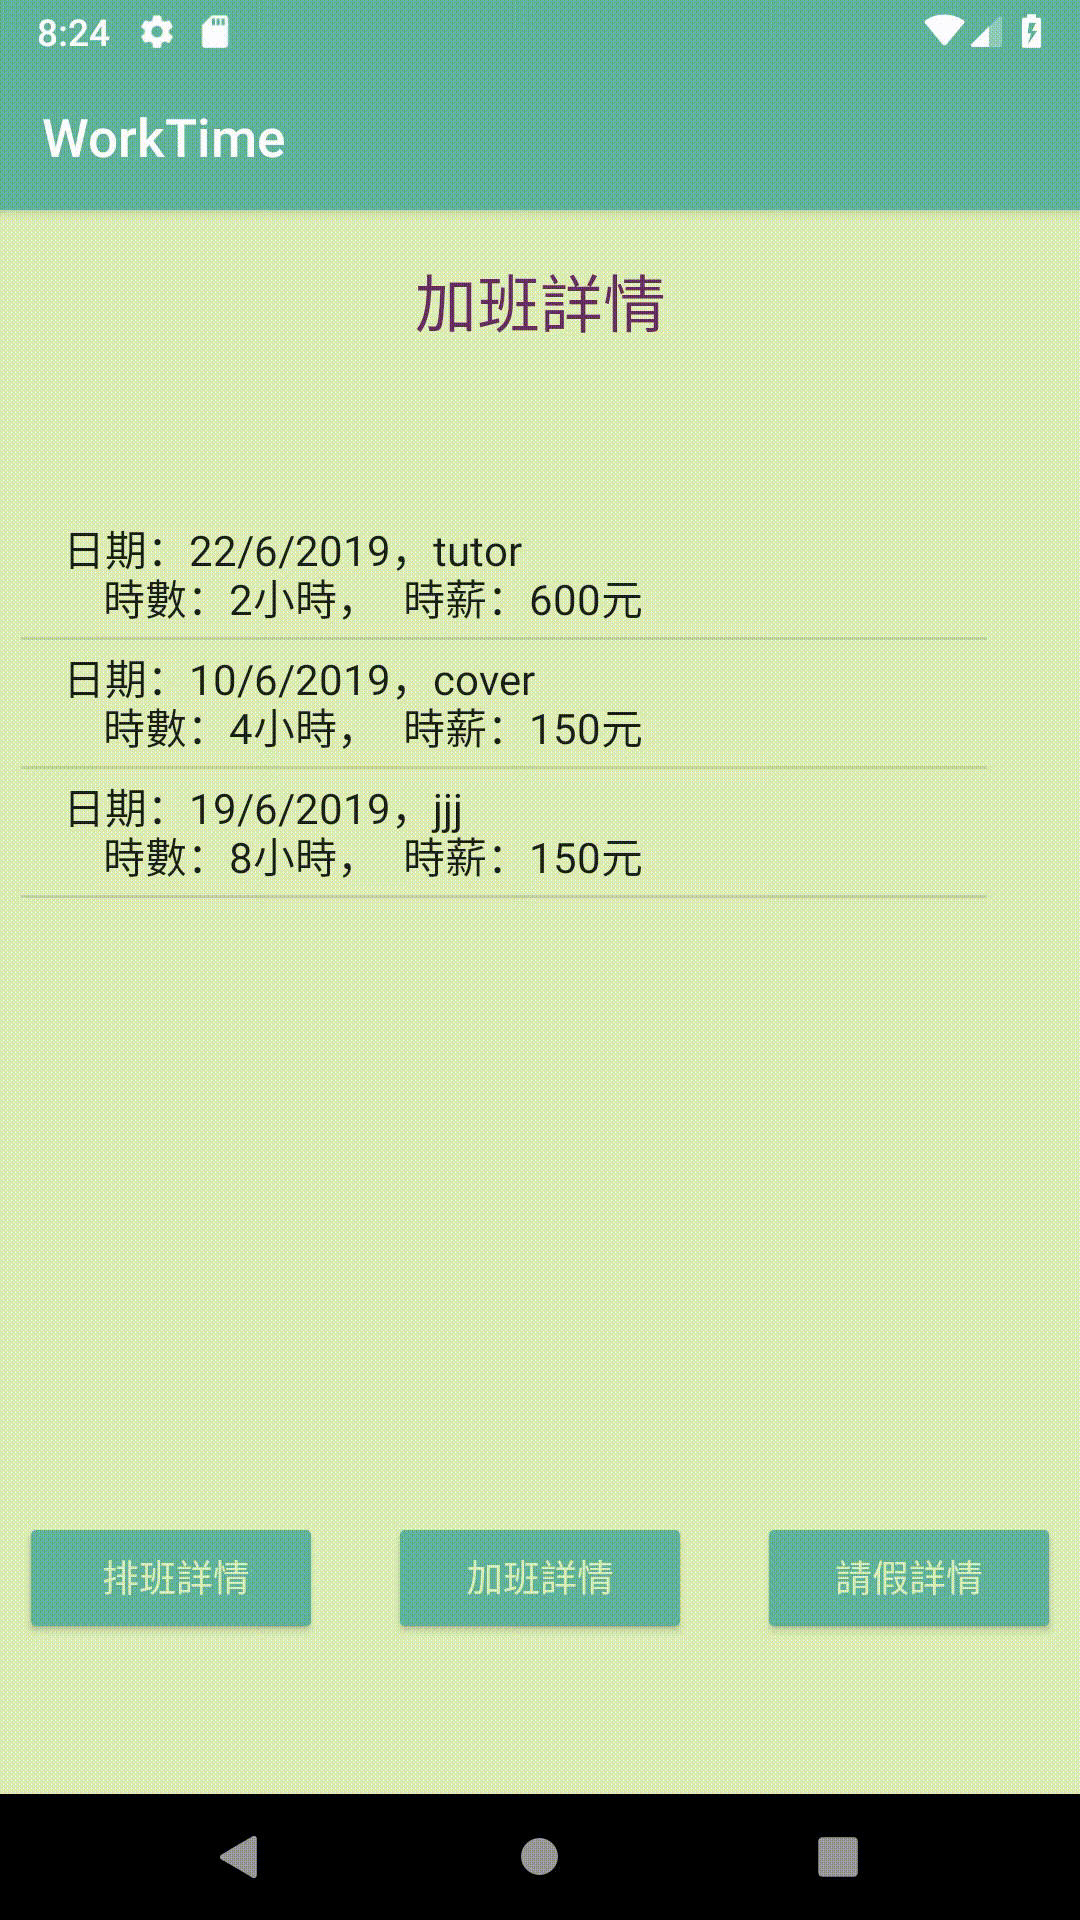 8:24
WorkTime
加班詳情
日期：22/6/2019，tutor
時數：2小時， 時薪：600元
日期：10/6/2019，cover
時數：4小時， 時薪：150元
日期：19/6/2019，jjj
時數：8小時， 時薪：150元
排班詳情 加班詳情 請假詳情